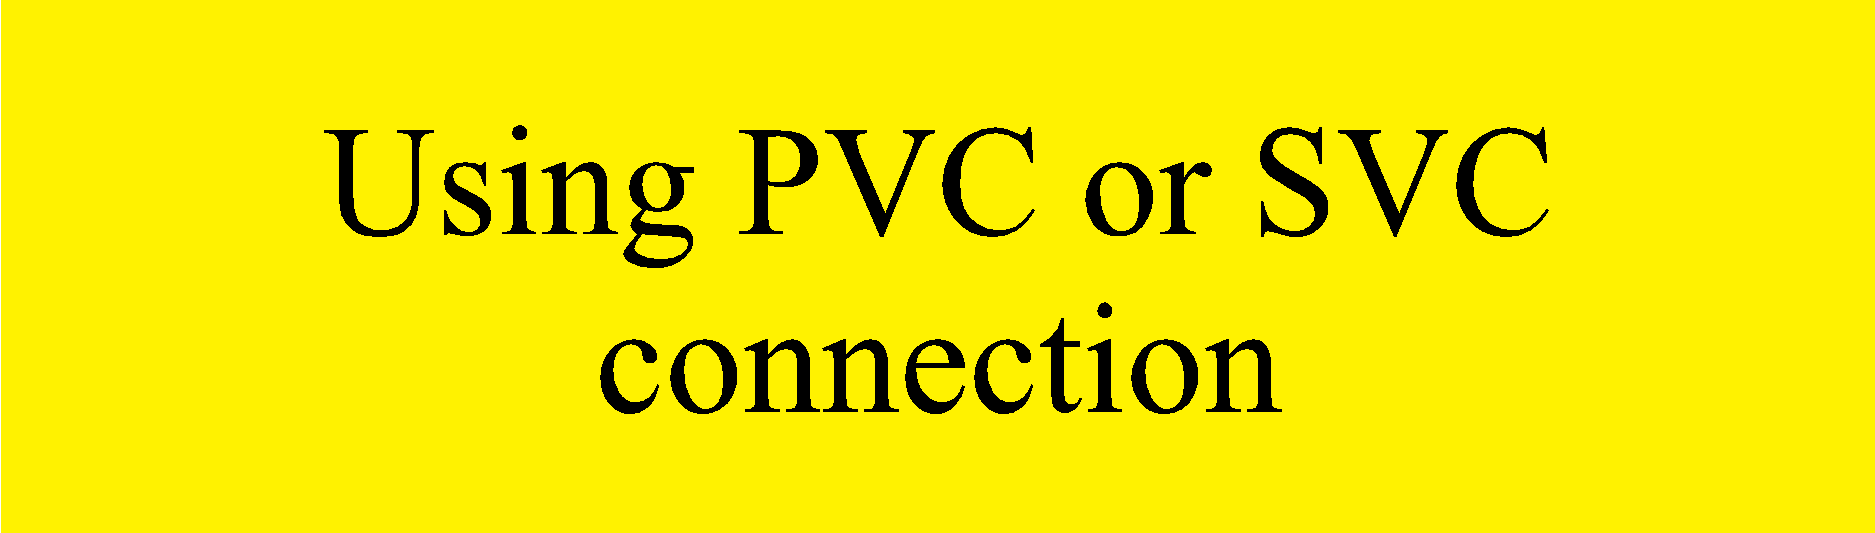 Using PVC or SVC
connection